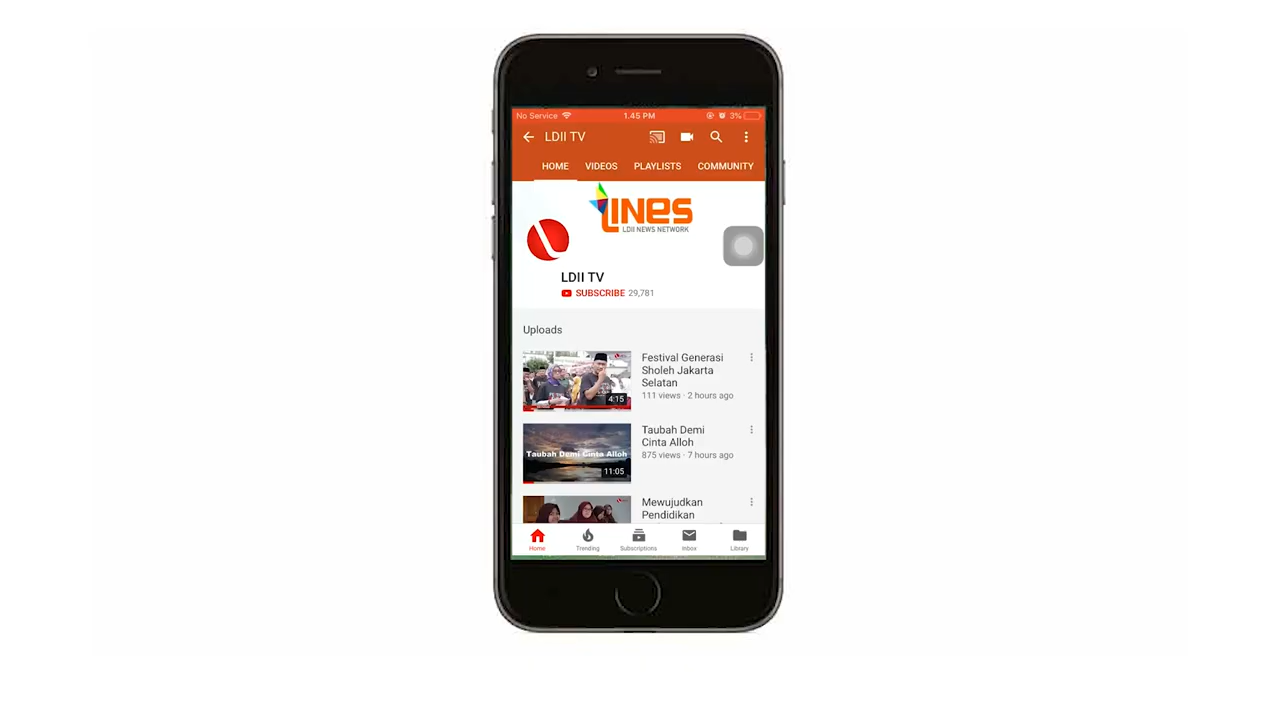 No Service 1.45 PM 3%
LDII TV
HOME VIDEOS PLAYLISTS COMMUNITY
LINES
LDII NEWS NETWORK
LDII TV
SUBSCRIBE 29,781
Uploads
Festival Generasi
Sholeh Jakarta
Selatan
111 views · 2 hours ago
4:15
Taubah Demi
Cinta Alloh
875 views · 7 hours ago
Taubah Demi Cinta Alloh
11:05
Mewujudkan
Pendidikan
Home Trending Subscriptions Inbox Library